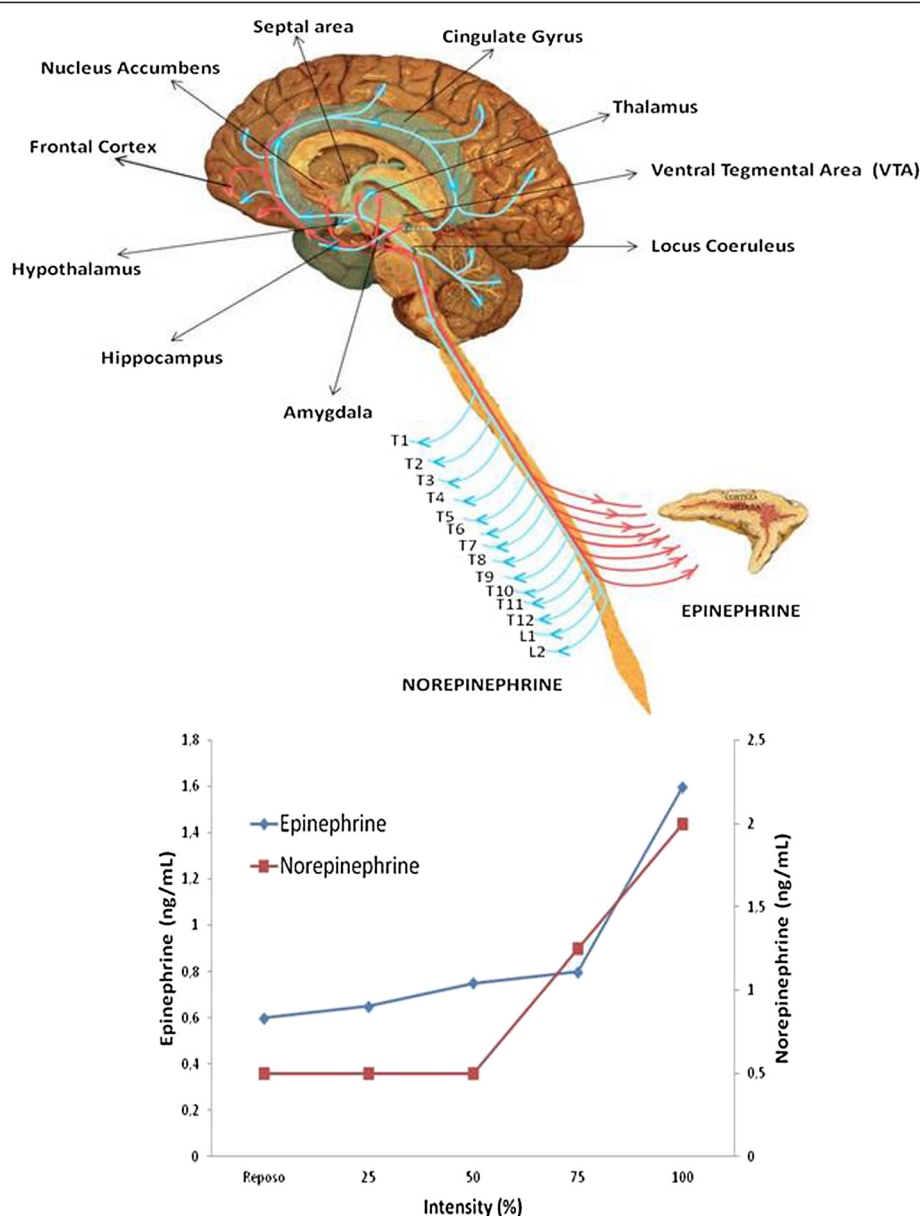 Septal area
Cingulate Gyrus
Nucleus Accumbens
Thalamus
Frontal Cortex
Ventral Tegmental Area (VTA)
Locus Coeruleus
Hypothalamus
Hippocampus
Amygdala
T1
T2
T3
T4
T5
T6
T7
T8
T9
T10
T11
T12
L1
L2
MEDULA
EPINEPHRINE
NOREPINEPHRINE
1,8
1,6
1,4
1,2
1
0,8
0,6
0,4
0,2
0
Epinephrine (ng/mL)
Epinephrine
Norepinephrine
2,5
2
1,5
1
0,5
0
Norepinephrine (ng/mL)
Reposo 25 50 75 100
Intensity (%)